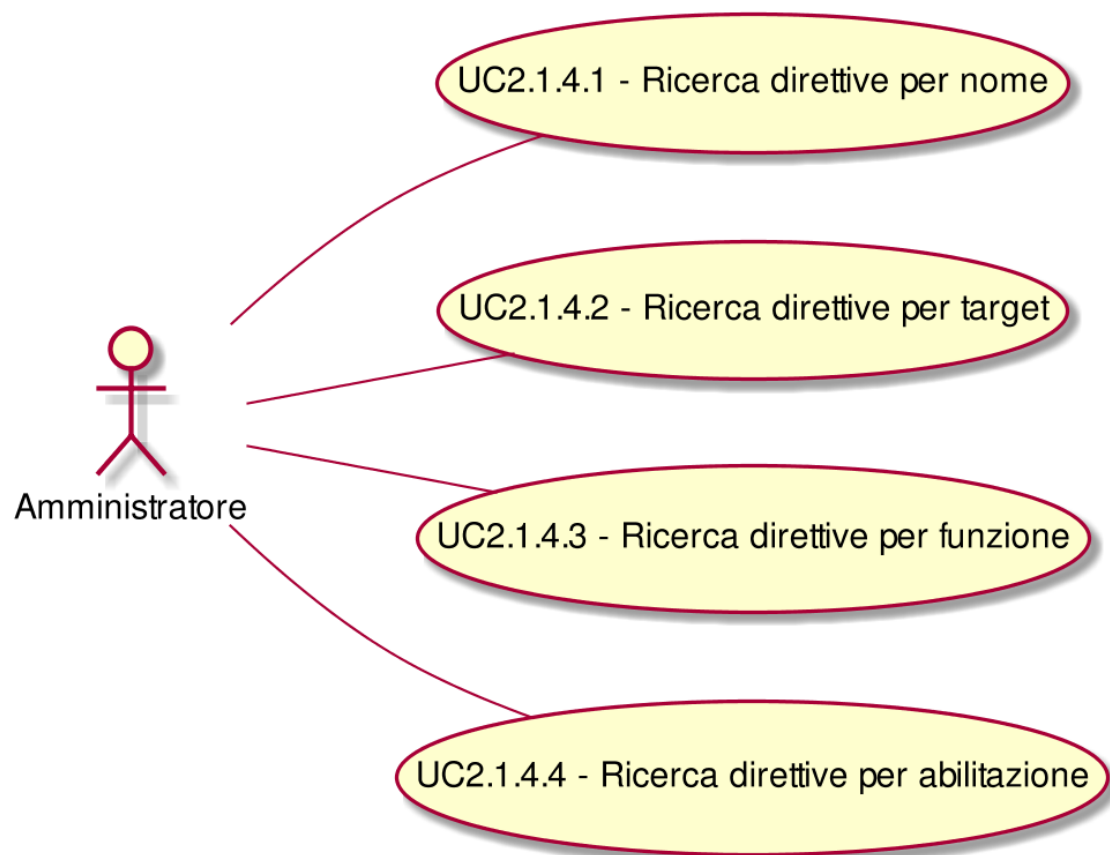 UC2.1.4.1 - Ricerca direttive per nome
UC2.1.4.2 - Ricerca direttive per target
Amministratore
UC2.1.4.3 - Ricerca direttive per funzione
UC2.1.4.4 - Ricerca direttive per abilitazione